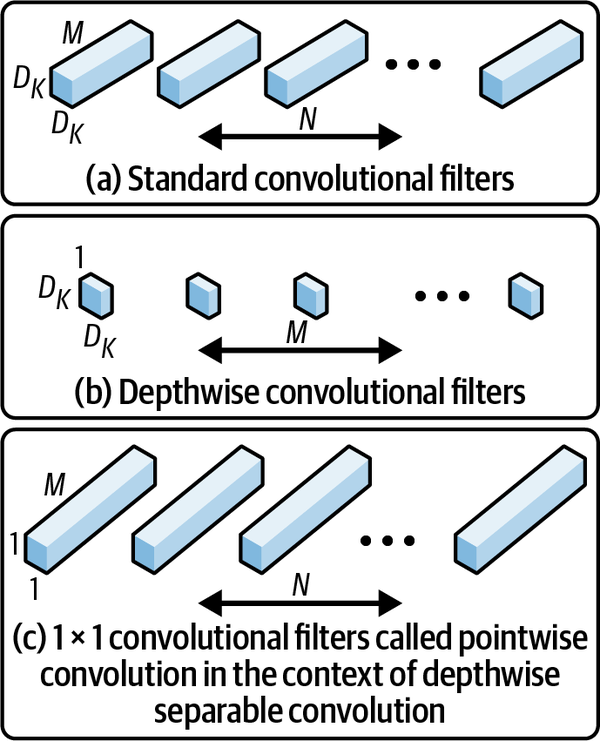 M
D_K
D_K
N
(a) Standard convolutional filters
1
D_K
D_K
M
(b) Depthwise convolutional filters
M
1
1
N
(c) 1 × 1 convolutional filters called pointwise
convolution in the context of depthwise
separable convolution